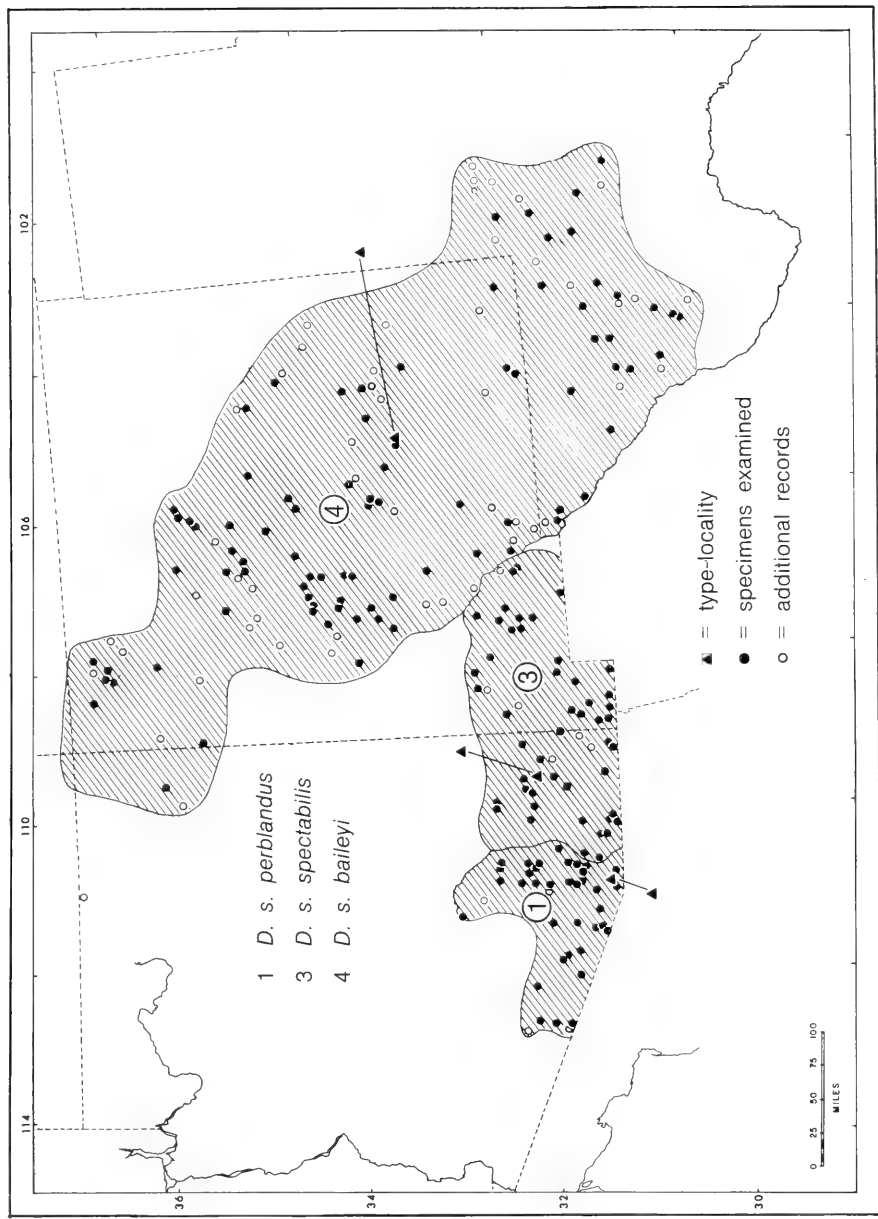 114
110
106
102
36
34
32
30
1 D. s. perblandus
3 D. s. spectabilis
4 D. s. baileyi
4
3
1
▲ = type-locality
● = specimens examined
○ = additional records
0 25 50 75 100
MILES